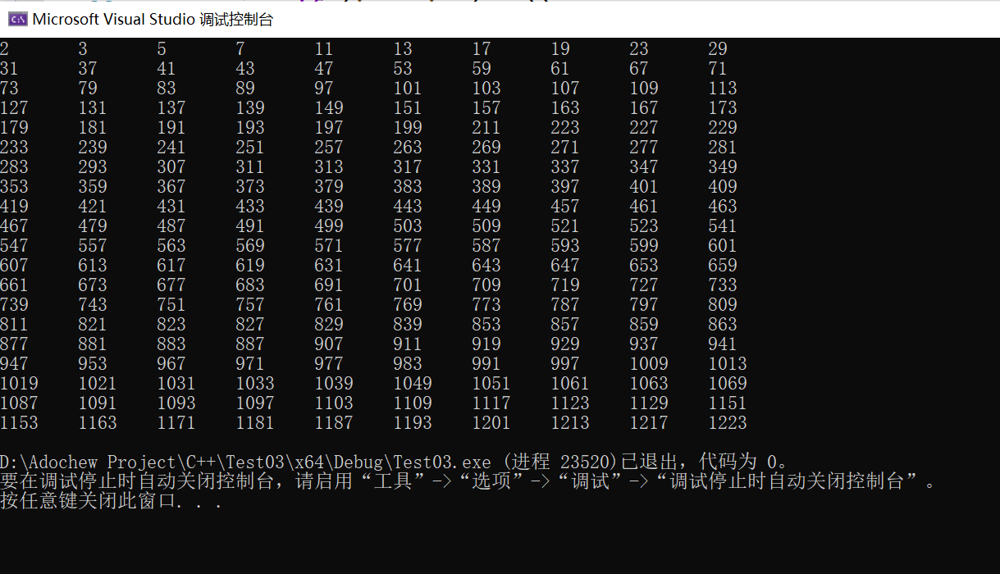 Microsoft Visual Studio 调试控制台
2 3 5 7 11 13 17 19 23 29
31 37 41 43 47 53 59 61 67 71
73 79 83 89 97 101 103 107 109 113
127 131 137 139 149 151 157 163 167 173
179 181 191 193 197 199 211 223 227 229
233 239 241 251 257 263 269 271 277 281
283 293 307 311 313 317 331 337 347 349
353 359 367 373 379 383 389 397 401 409
419 421 431 433 439 443 449 457 461 463
467 479 487 491 499 503 509 521 523 541
547 557 563 569 571 577 587 593 599 601
607 613 617 619 631 641 643 647 653 659
661 673 677 683 691 701 709 719 727 733
739 743 751 757 761 769 773 787 797 809
811 821 823 827 829 839 853 857 859 863
877 881 883 887 907 911 919 929 937 941
947 953 967 971 977 983 991 997 1009 1013
1019 1021 1031 1033 1039 1049 1051 1061 1063 1069
1087 1091 1093 1097 1103 1109 1117 1123 1129 1151
1153 1163 1171 1181 1187 1193 1201 1213 1217 1223
D:\Adochew Project\C++\Test03\x64\Debug\Test03.exe (进程 23520)已退出，代码为 0。
要在调试停止时自动关闭控制台，请启用“工具”->“选项”->“调试”->“调试停止时自动关闭控制台”。
按任意键关闭此窗口. . .